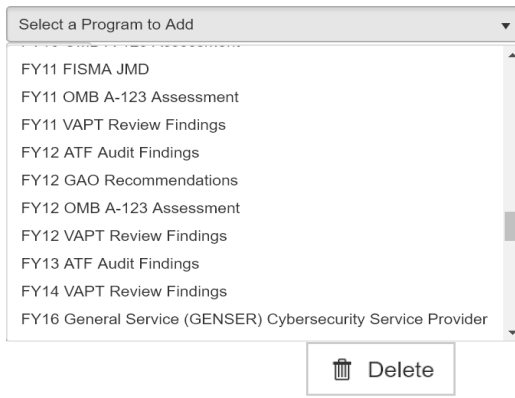 Select a Program to Add
FY11 FISMA JMD
FY11 OMB A-123 Assessment
FY11 VAPT Review Findings
FY12 ATF Audit Findings
FY12 GAO Recommendations
FY12 OMB A-123 Assessment
FY12 VAPT Review Findings
FY13 ATF Audit Findings
FY14 VAPT Review Findings
FY16 General Service (GENSER) Cybersecurity Service Provider
Delete